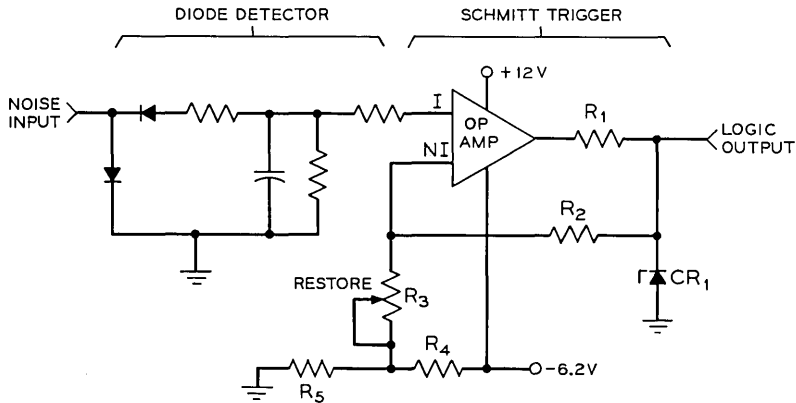 DIODE DETECTOR
SCHMITT TRIGGER
+12V
NOISE
INPUT
I
OP
AMP
NI
R1
LOGIC
OUTPUT
R2
RESTORE
R3
CR1
R4
R5
-6.2V